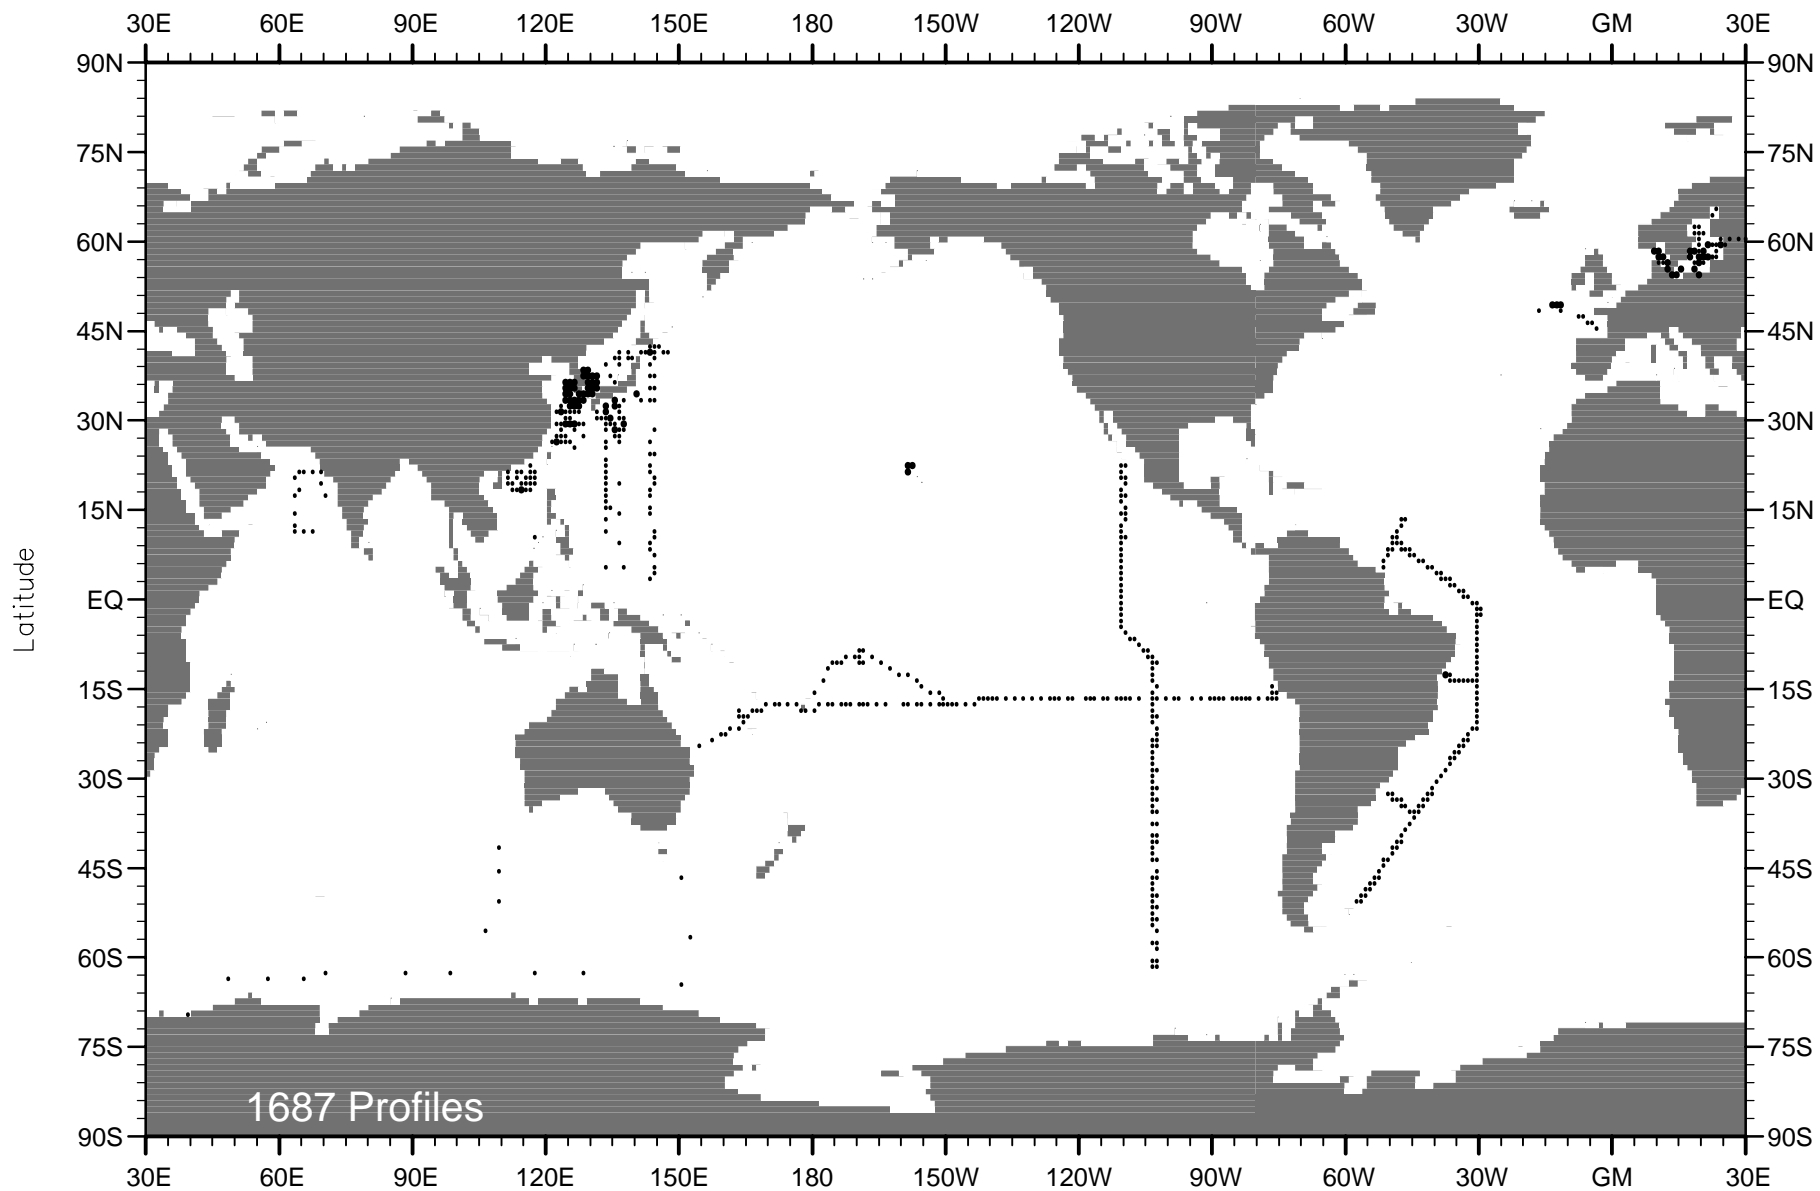 30E 60E 90E 120E 150E 180 150W 120W 90W 60W 30W GM 30E
90N 90N
75N 75N
60N 60N
45N 45N
30N 30N
15N 15N
EQ EQ
Latitude
15S 15S
30S 30S
45S 45S
60S 60S
75S 75S
1687 Profiles
90S 90S
30E 60E 90E 120E 150E 180 150W 120W 90W 60W 30W GM 30E